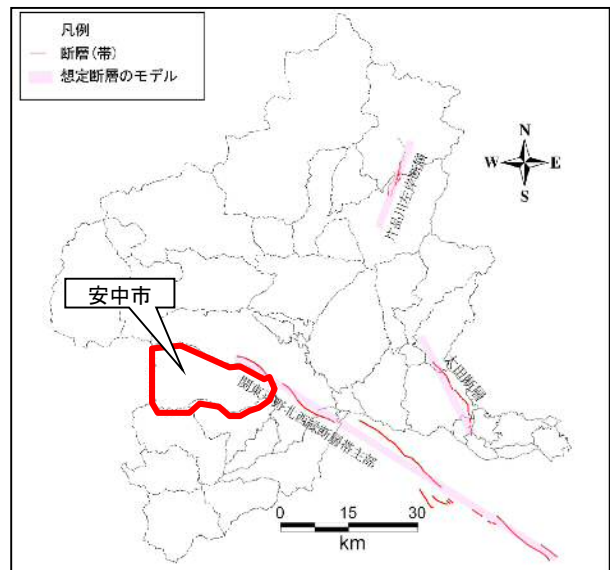 凡例
断層(帯)
想定断層のモデル
N
W
E
S
片品川左岸断層
安中市
太田断層
関東平野北西縁断層帯主部
0 15 30
km